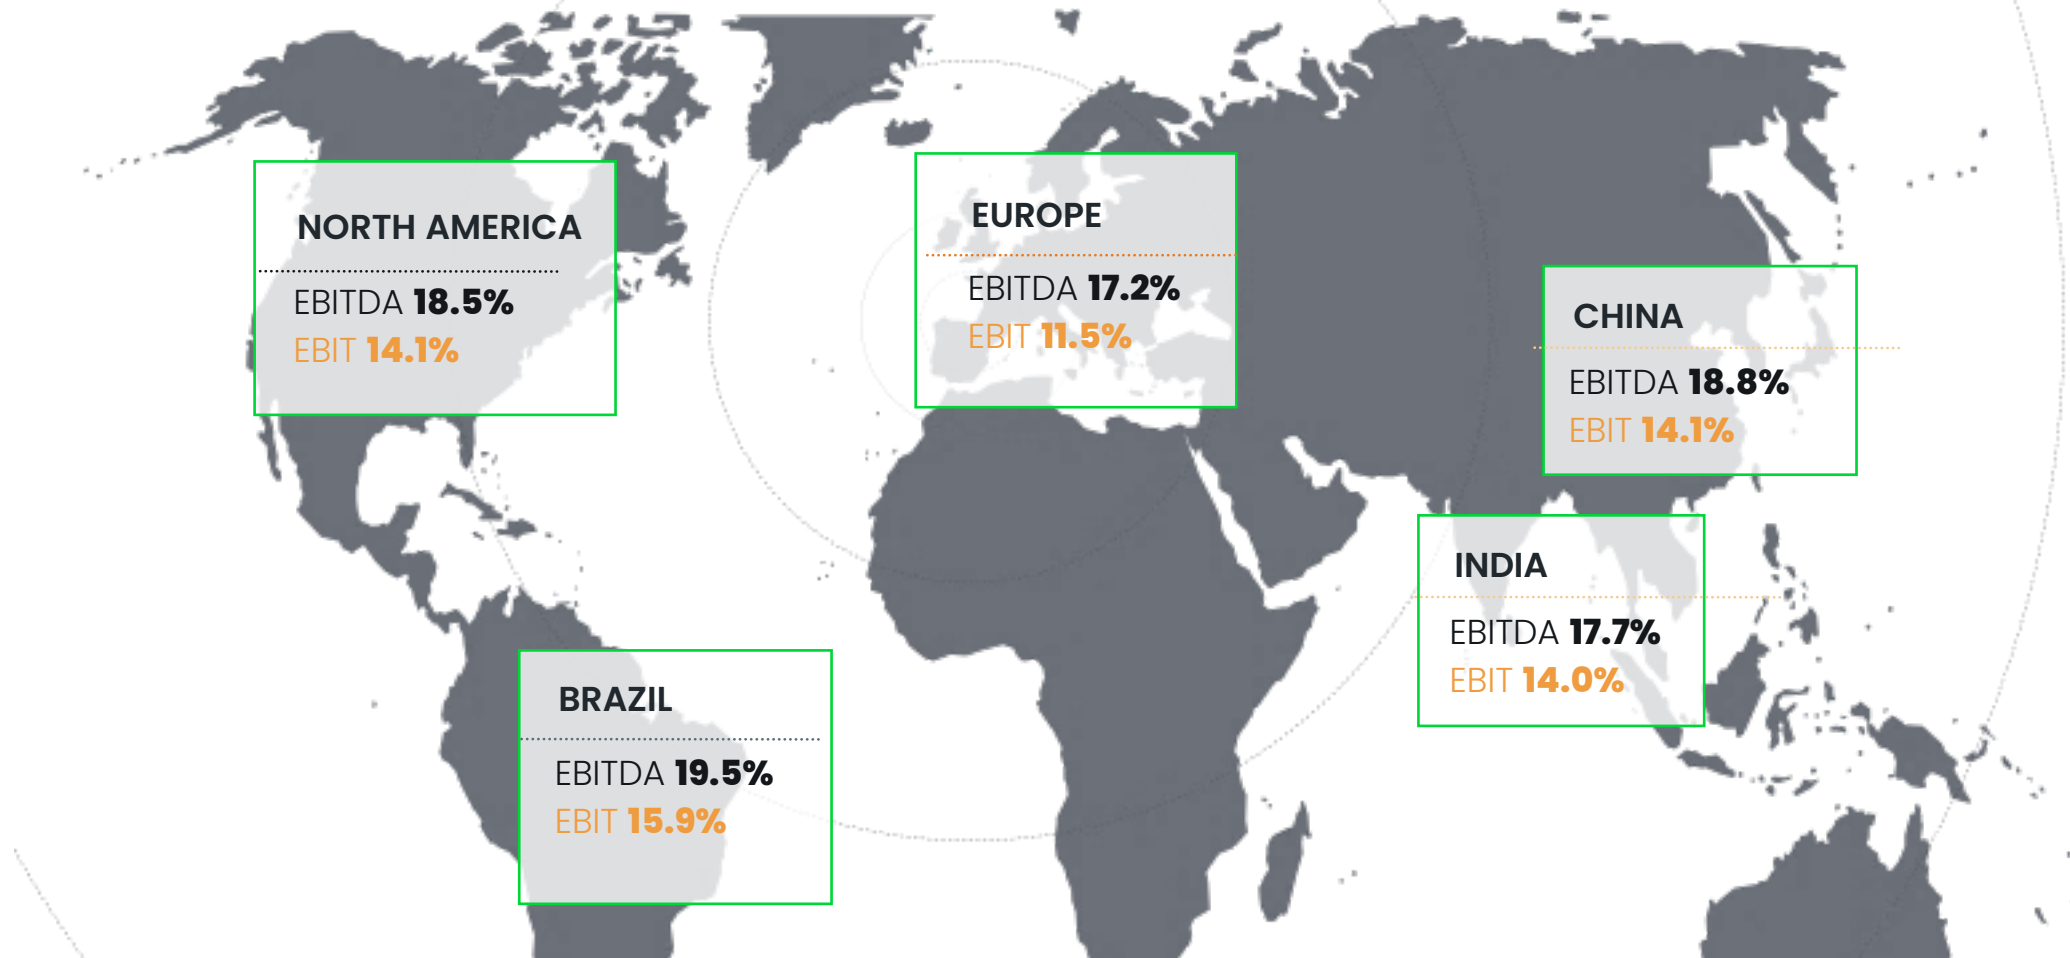 NORTH AMERICA
EBITDA 18.5%
EBIT 14.1%
EUROPE
EBITDA 17.2%
EBIT 11.5%
CHINA
EBITDA 18.8%
EBIT 14.1%
INDIA
EBITDA 17.7%
EBIT 14.0%
BRAZIL
EBITDA 19.5%
EBIT 15.9%